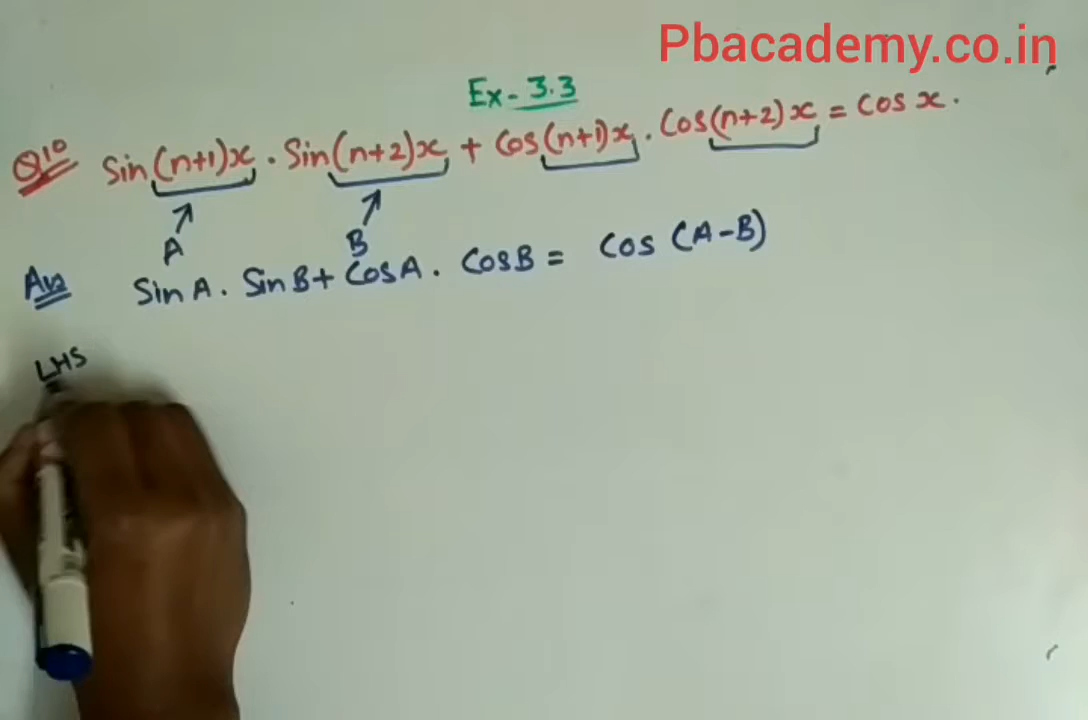 Pbacademy.co.in
Ex - 3.3
Q10 Sin(n+1)x . Sin(n+2)x + Cos(n+1)x . Cos(n+2)x = Cos x .
A B
Ans Sin A . Sin B + Cos A . Cos B = Cos (A-B)
LHS